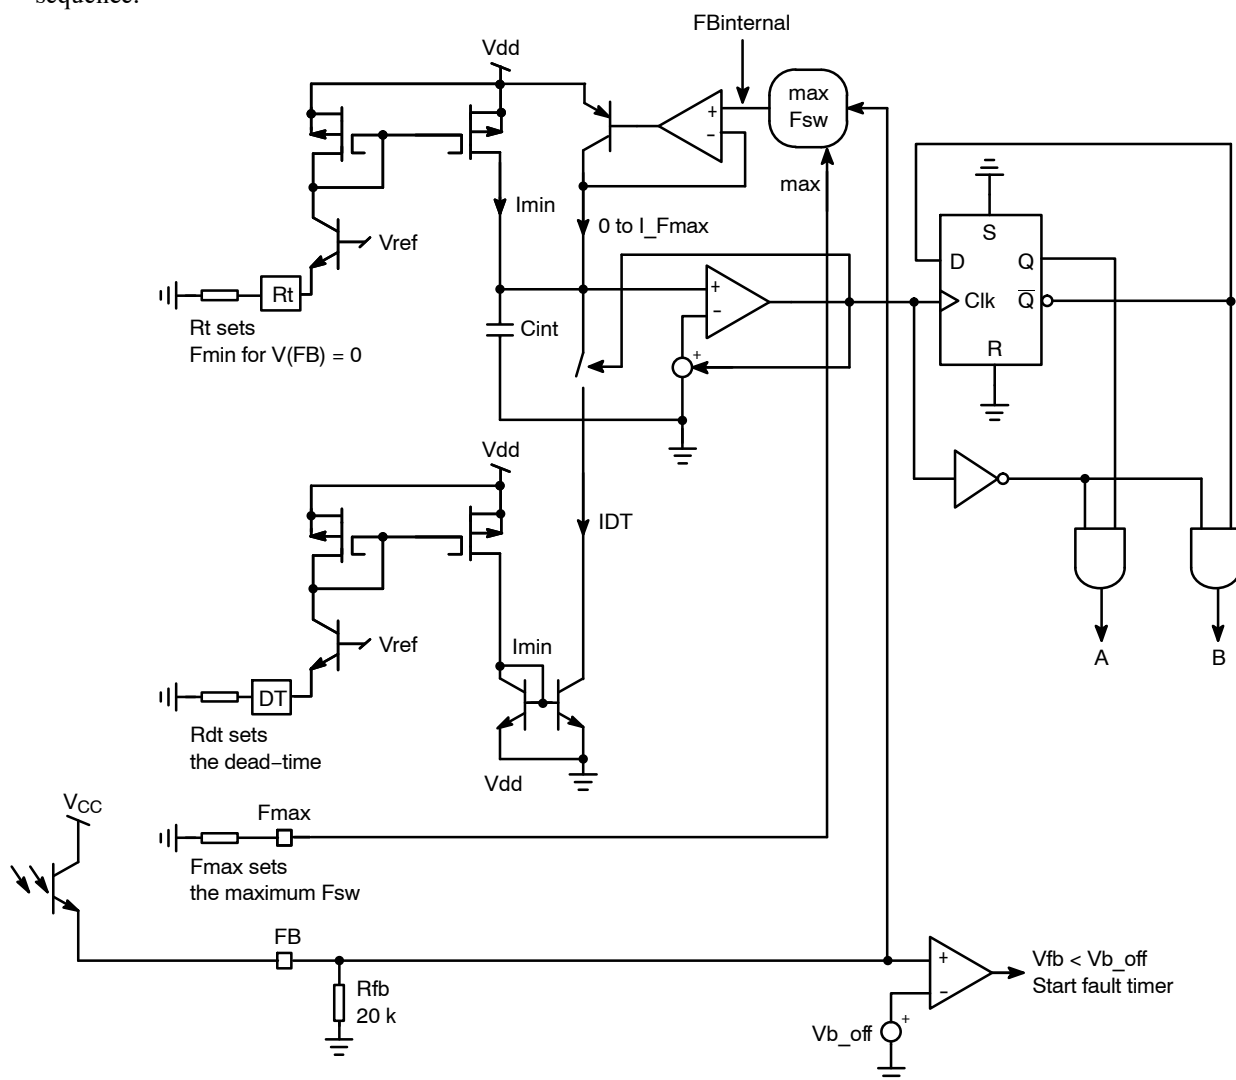 sequence.
FBinternal
Vdd
max
Fsw
+
−
max
Imin
0 to I_Fmax
Vref
S
D
Q
Clk
Q
R
Rt
+
−
Cint
Rt sets
Fmin for V(FB) = 0
+
Vdd
IDT
Vref
Imin
A
B
DT
Rdt sets
the dead−time
Vdd
VCC
Fmax
Fmax sets
the maximum Fsw
FB
+
−
Vfb < Vb_off
Start fault timer
Rfb
20 k
+
Vb_off